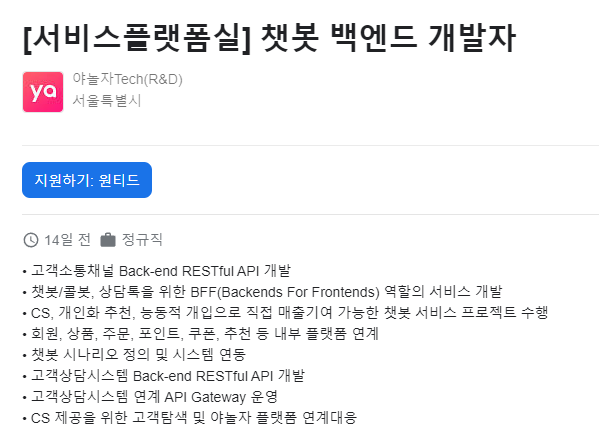 [서비스플랫폼실] 챗봇 백엔드 개발자
ya
야놀자Tech(R&D)
서울특별시
지원하기: 원티드
14일 전 정규직
• 고객소통채널 Back-end RESTful API 개발
• 챗봇/콜봇, 상담톡을 위한 BFF(Backends For Frontends) 역할의 서비스 개발
• CS, 개인화 추천, 능동적 개입으로 직접 매출기여 가능한 챗봇 서비스 프로젝트 수행
• 회원, 상품, 주문, 포인트, 쿠폰, 추천 등 내부 플랫폼 연계
• 챗봇 시나리오 정의 및 시스템 연동
• 고객상담시스템 Back-end RESTful API 개발
• 고객상담시스템 연계 API Gateway 운영
• CS 제공을 위한 고객탐색 및 야놀자 플랫폼 연계대응